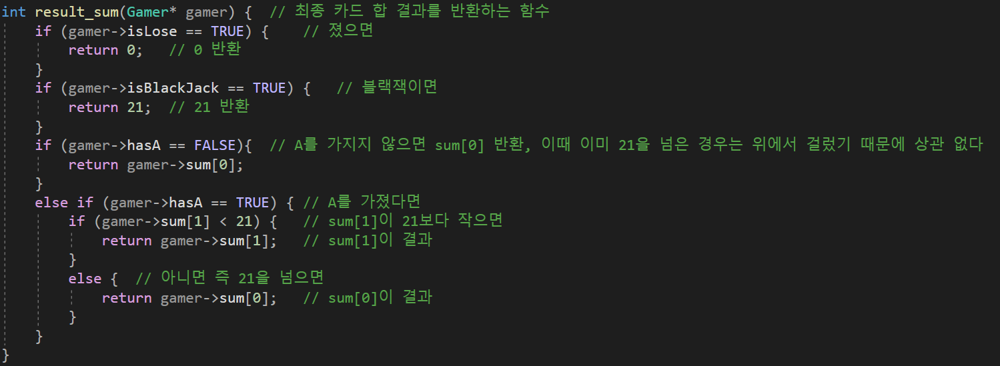 int result_sum(Gamer* gamer) {  // 최종 카드 합 결과를 반환하는 함수
    if (gamer->isLose == TRUE) {    // 졌으면
        return 0;   // 0 반환
    }
    if (gamer->isBlackJack == TRUE) {   // 블랙잭이면
        return 21;  // 21 반환
    }
    if (gamer->hasA == FALSE){  // A를 가지지 않으면 sum[0] 반환, 이때 이미 21을 넘은 경우는 위에서 걸렀기 때문에 상관 없다
        return gamer->sum[0];
    }
    else if (gamer->hasA == TRUE) { // A를 가졌다면
        if (gamer->sum[1] < 21) {   // sum[1]이 21보다 작으면
            return gamer->sum[1];   // sum[1]이 결과
        }
        else {  // 아니면 즉 21을 넘으면
            return gamer->sum[0];   // sum[0]이 결과
        }
    }
}